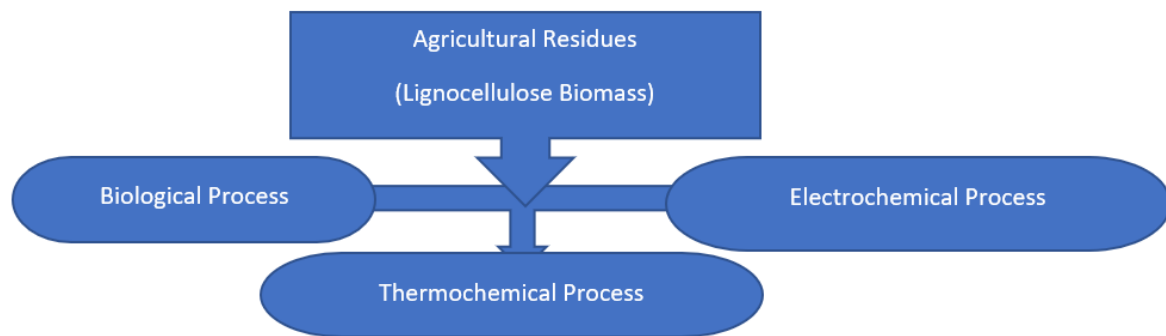 Agricultural Residues
(Lignocellulose Biomass)
Biological Process
Electrochemical Process
Thermochemical Process